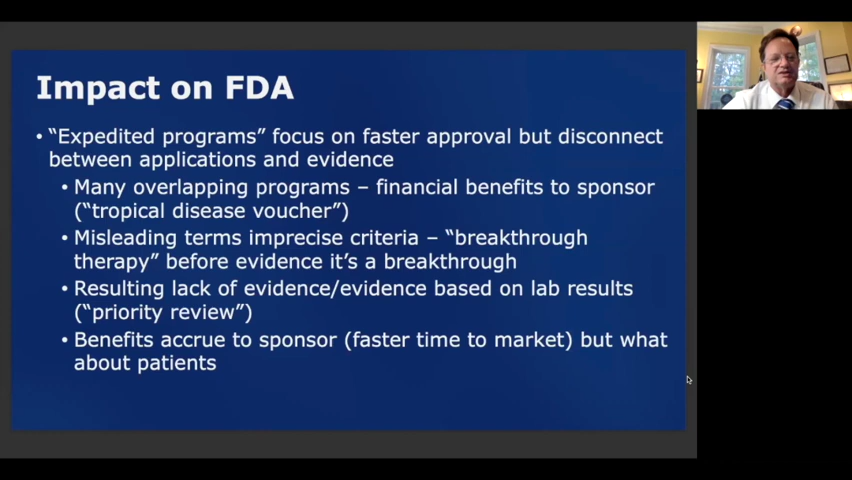 Impact on FDA
• “Expedited programs” focus on faster approval but disconnect
between applications and evidence
• Many overlapping programs – financial benefits to sponsor
(“tropical disease voucher”)
• Misleading terms imprecise criteria – “breakthrough
therapy” before evidence it’s a breakthrough
• Resulting lack of evidence/evidence based on lab results
(“priority review”)
• Benefits accrue to sponsor (faster time to market) but what
about patients